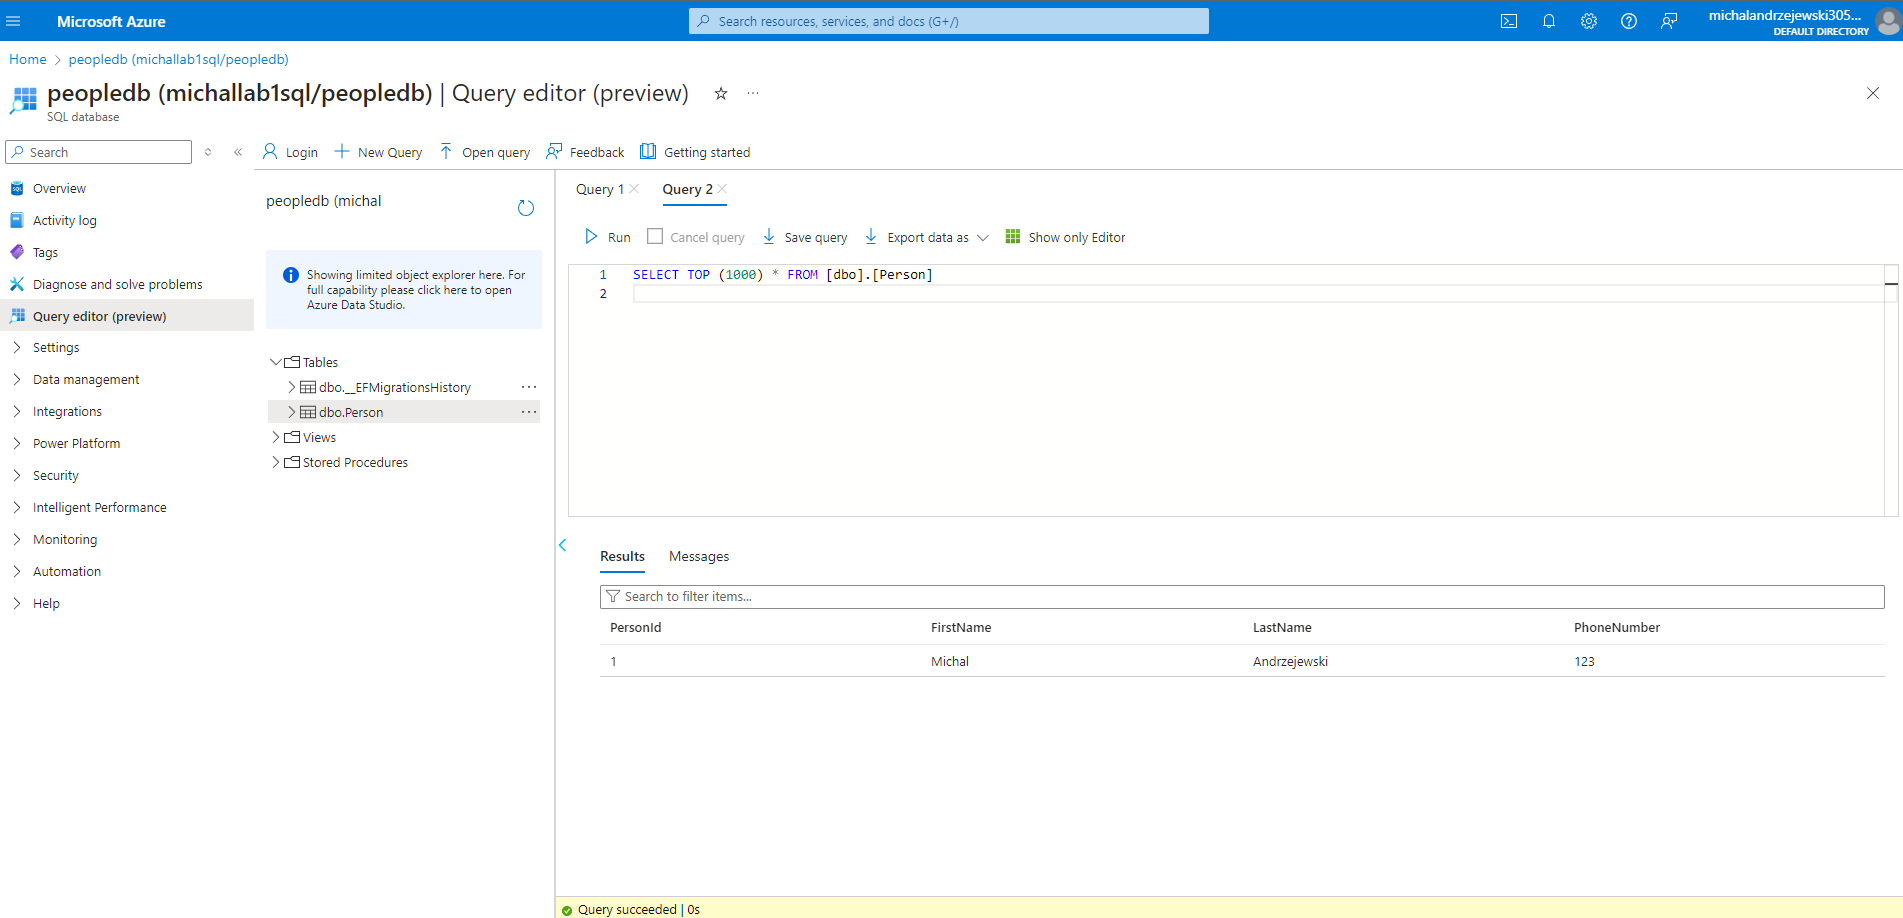 Microsoft Azure
Search resources, services, and docs (G+/)
michalandrzejewski305...
DEFAULT DIRECTORY
Home > peopledb (michallab1sql/peopledb)
peopledb (michallab1sql/peopledb) | Query editor (preview)
SQL database
Search
Login
New Query
Open query
Feedback
Getting started
Overview
Activity log
Tags
Diagnose and solve problems
Query editor (preview)
Settings
Data management
Integrations
Power Platform
Security
Intelligent Performance
Monitoring
Automation
Help
peopledb (michal
Showing limited object explorer here. For
full capability please click here to open
Azure Data Studio.
Tables
dbo.__EFMigrationsHistory
dbo.Person
Views
Stored Procedures
Query 1
Query 2
Run
Cancel query
Save query
Export data as
Show only Editor
1 SELECT TOP (1000) * FROM [dbo].[Person]
2
Results
Messages
Search to filter items...
PersonId FirstName LastName PhoneNumber
1 Michal Andrzejewski 123
Query succeeded | 0s